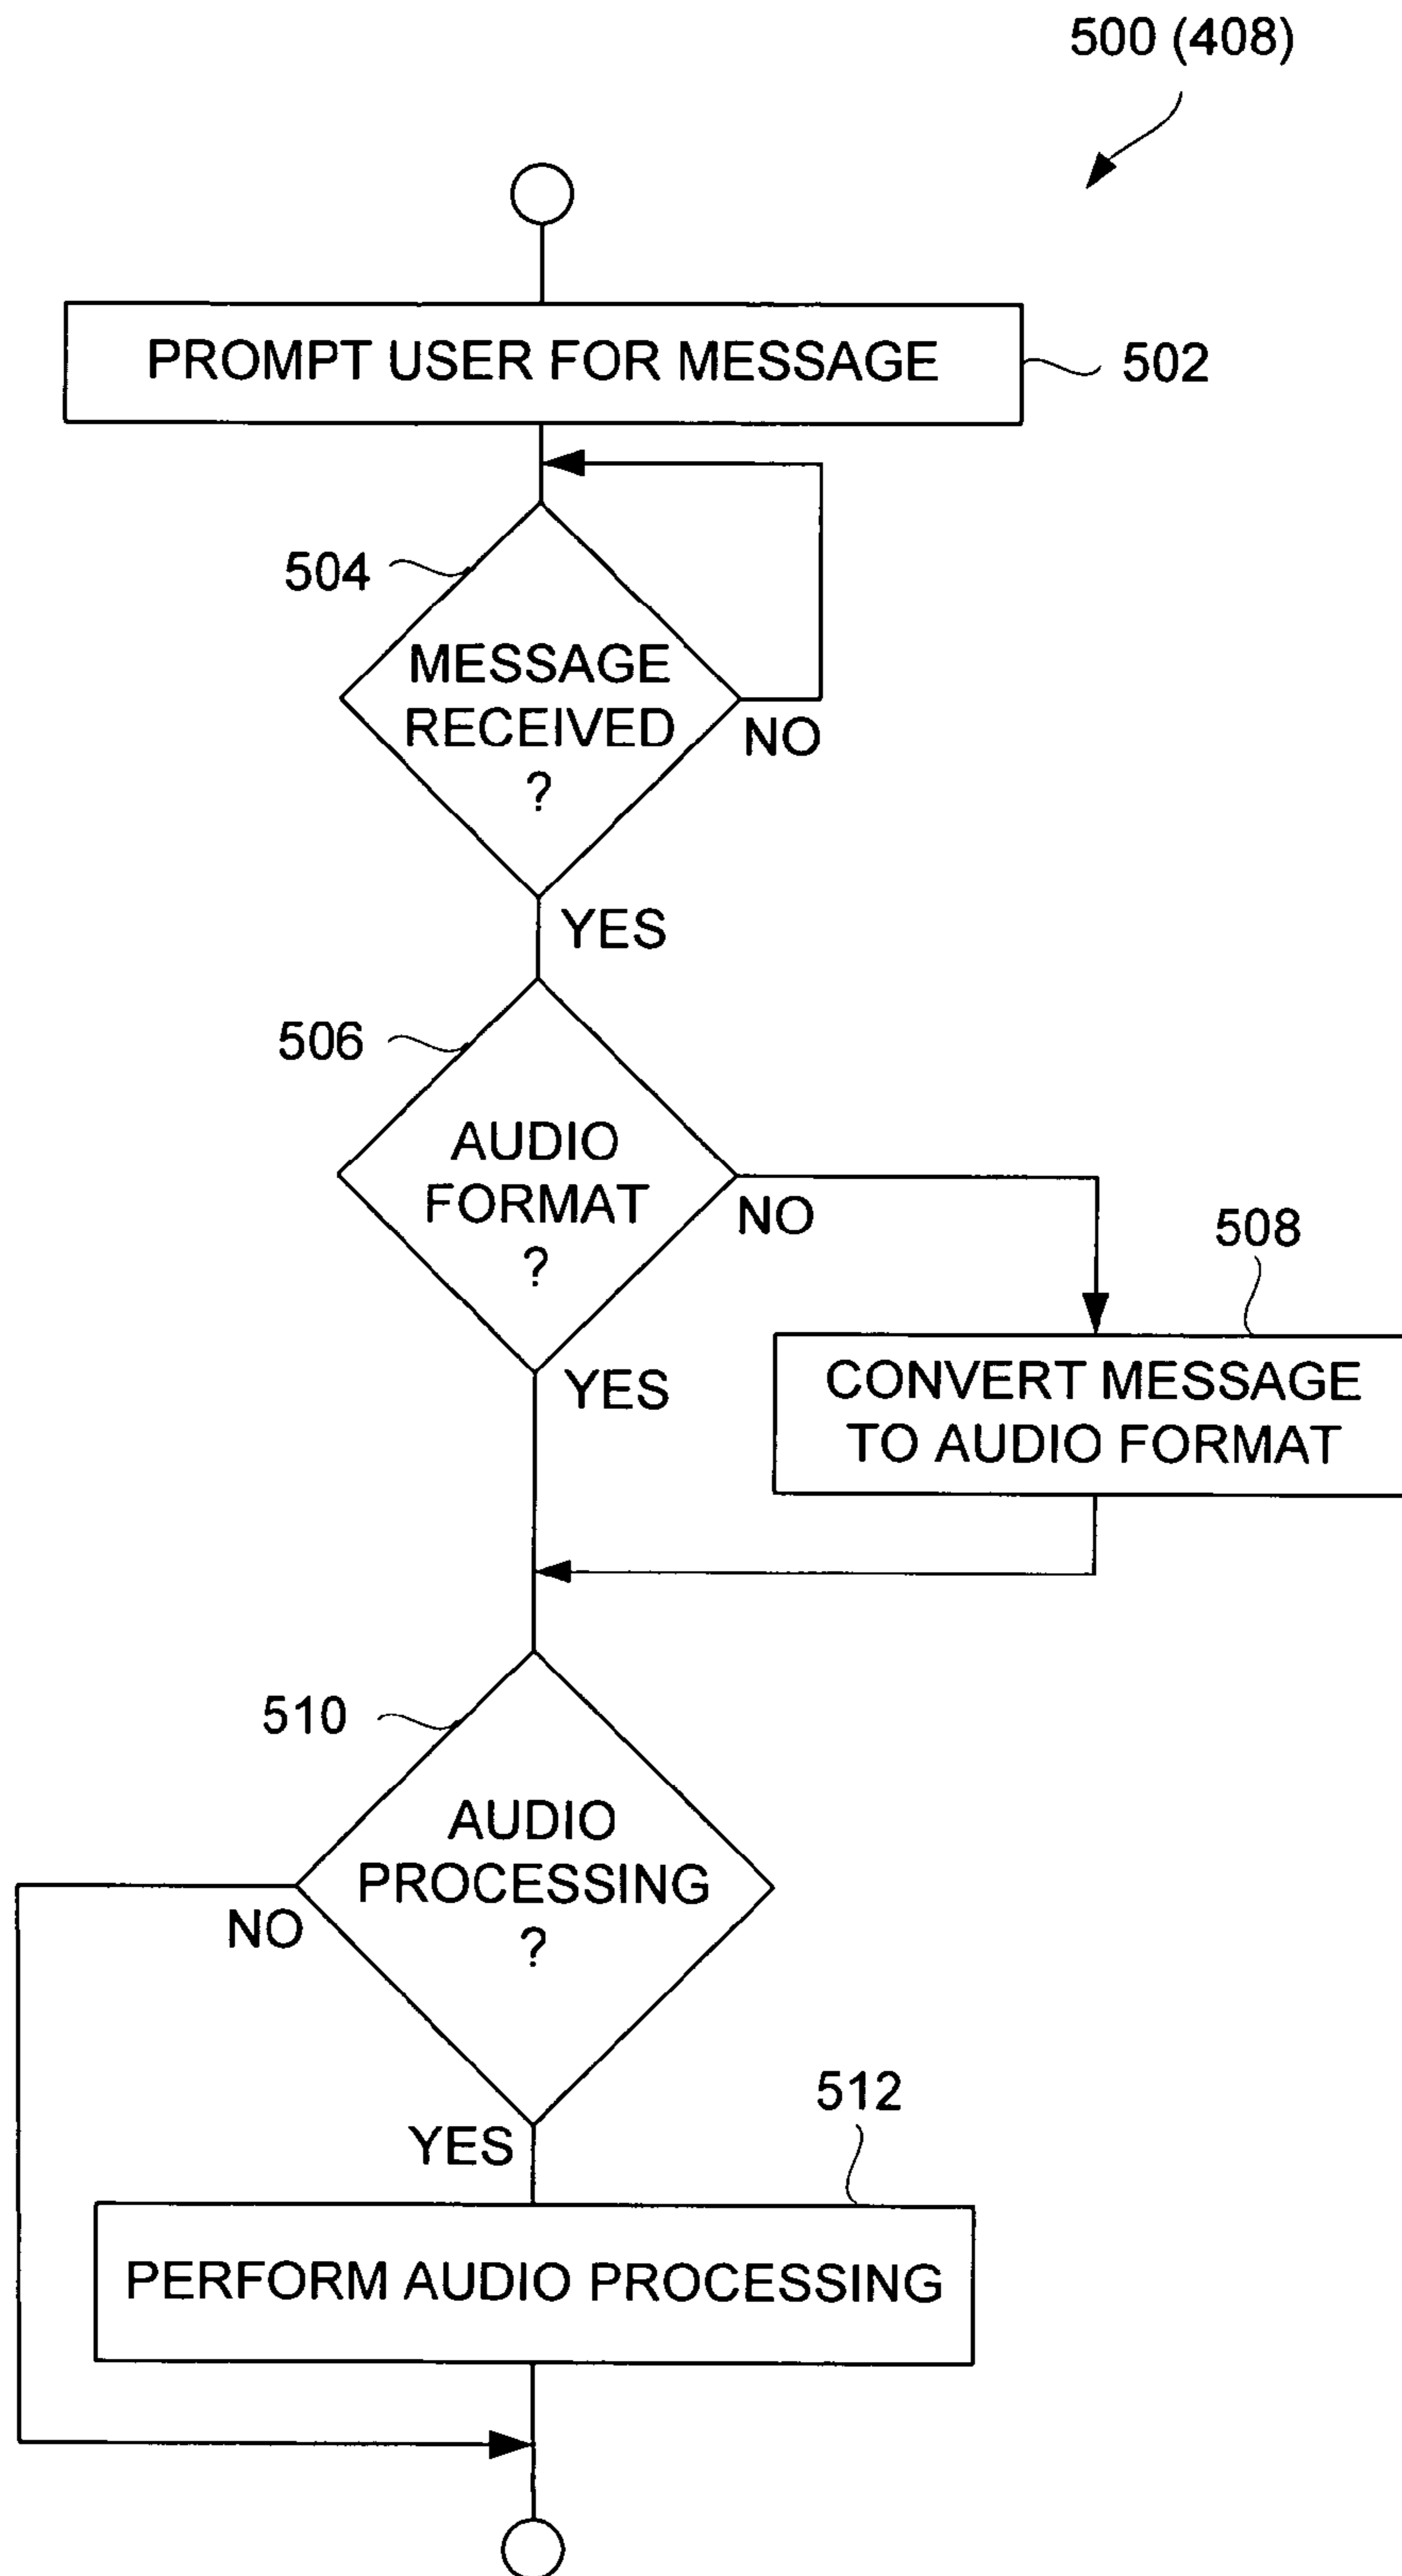 500 (408)
PROMPT USER FOR MESSAGE
502
504
MESSAGE
RECEIVED
?
NO
YES
506
AUDIO
FORMAT
?
NO
YES
508
CONVERT MESSAGE
TO AUDIO FORMAT
510
AUDIO
PROCESSING
?
NO
YES
512
PERFORM AUDIO PROCESSING